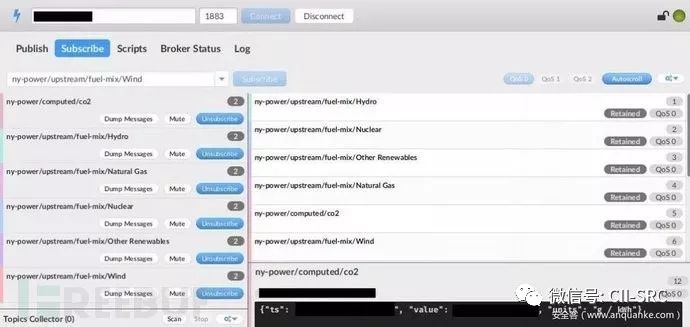 1883 Connect Disconnect
Publish Subscribe Scripts Broker Status Log
ny-power/upstream/fuel-mix/Wind Subscribe QoS 0 QoS 1 QoS 2 Autoscroll
ny-power/computed/co2 2
Dump Messages Mute Unsubscribe
ny-power/upstream/fuel-mix/Hydro 2
Dump Messages Mute Unsubscribe
ny-power/upstream/fuel-mix/Natural Gas 2
Dump Messages Mute Unsubscribe
ny-power/upstream/fuel-mix/Nuclear 2
Dump Messages Mute Unsubscribe
ny-power/upstream/fuel-mix/Other Renewables 2
Dump Messages Mute Unsubscribe
ny-power/upstream/fuel-mix/Wind 2
Dump Messages Mute Unsubscribe
Topics Collector (0) Scan Stop
ny-power/upstream/fuel-mix/Hydro 1
Retained QoS 0
ny-power/upstream/fuel-mix/Nuclear 2
Retained QoS 0
ny-power/upstream/fuel-mix/Other Renewables 3
Retained QoS 0
ny-power/upstream/fuel-mix/Natural Gas 4
Retained QoS 0
ny-power/computed/co2 5
Retained QoS 0
ny-power/upstream/fuel-mix/Wind 6
Retained QoS 0
ny-power/computed/co2 12
QoS 0
{"ts": " ", "value": , "units": "g / kWh"}
微信号: CII-SRC
安全客 (www.anquanke.com)
REEBUF